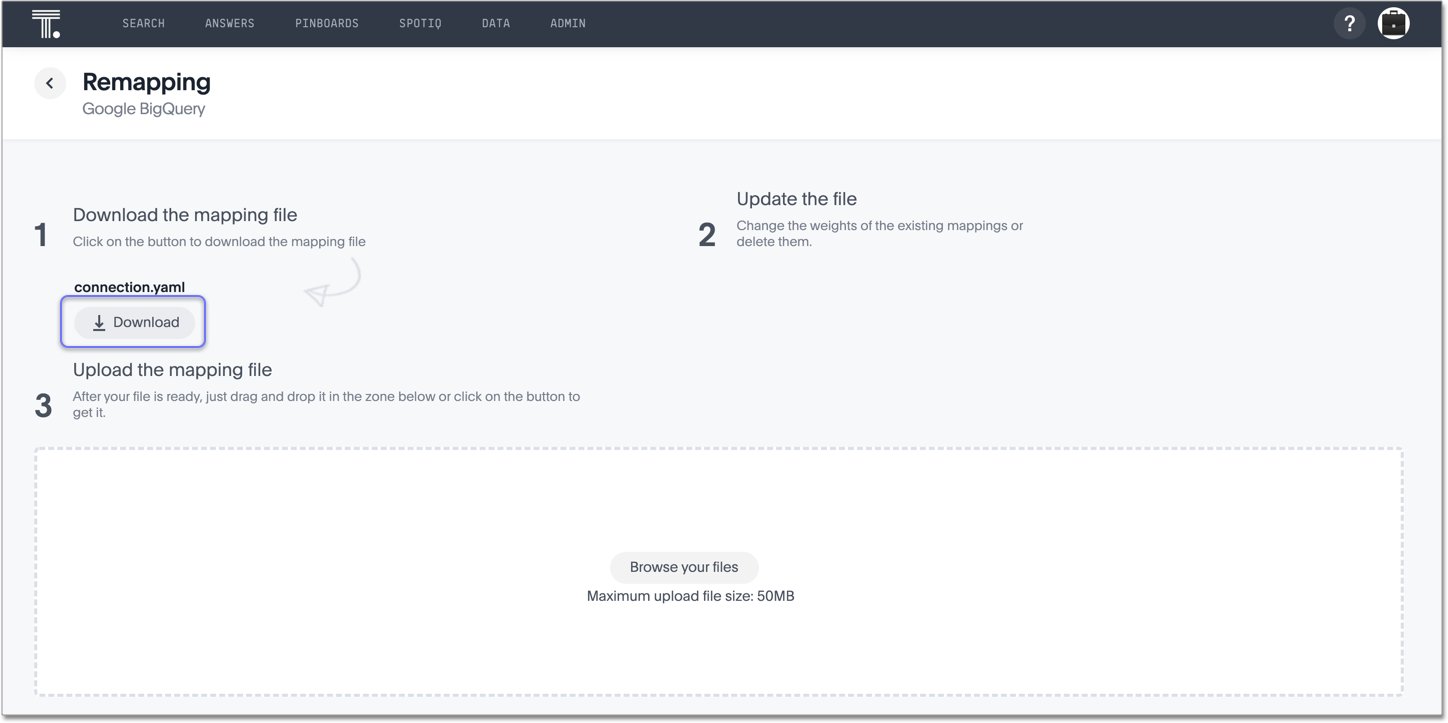 T.
SEARCH
ANSWERS
PINBOARDS
SPOTIQ
DATA
ADMIN
?
Remapping
Google BigQuery
1
Download the mapping file
Click on the button to download the mapping file
connection.yaml
Download
2
Update the file
Change the weights of the existing mappings or
delete them.
3
Upload the mapping file
After your file is ready, just drag and drop it in the zone below or click on the button to
get it.
Browse your files
Maximum upload file size: 50MB